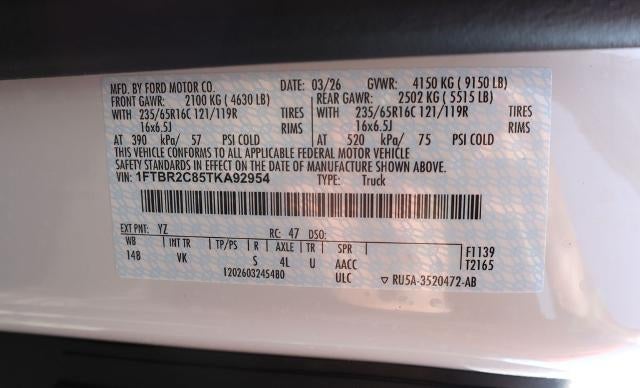 MFD. BY FORD MOTOR CO. DATE: 03/26 GVWR: 4150 KG ( 9150 LB)
FRONT GAWR: 2100 KG ( 4630 LB) REAR GAWR: 2502 KG ( 5515 LB)
WITH 235/65R16C 121/119R TIRES WITH 235/65R16C 121/119R TIRES
16x6.5J RIMS 16x6.5J RIMS
AT 390 kPa/ 57 PSI COLD AT 520 kPa/ 75 PSI COLD
THIS VEHICLE CONFORMS TO ALL APPLICABLE FEDERAL MOTOR VEHICLE
SAFETY STANDARDS IN EFFECT ON THE DATE OF MANUFACTURE SHOWN ABOVE.
VIN: 1FTBR2C85TKA92954 TYPE: Truck
EXT PNT: YZ RC: 47 DSO:
WB INT TR TP/PS R AXLE TR SPR F1139
148 VK S 4L U AACC T2165
1202603245480 ULC ▽ RU5A-3520472-AB